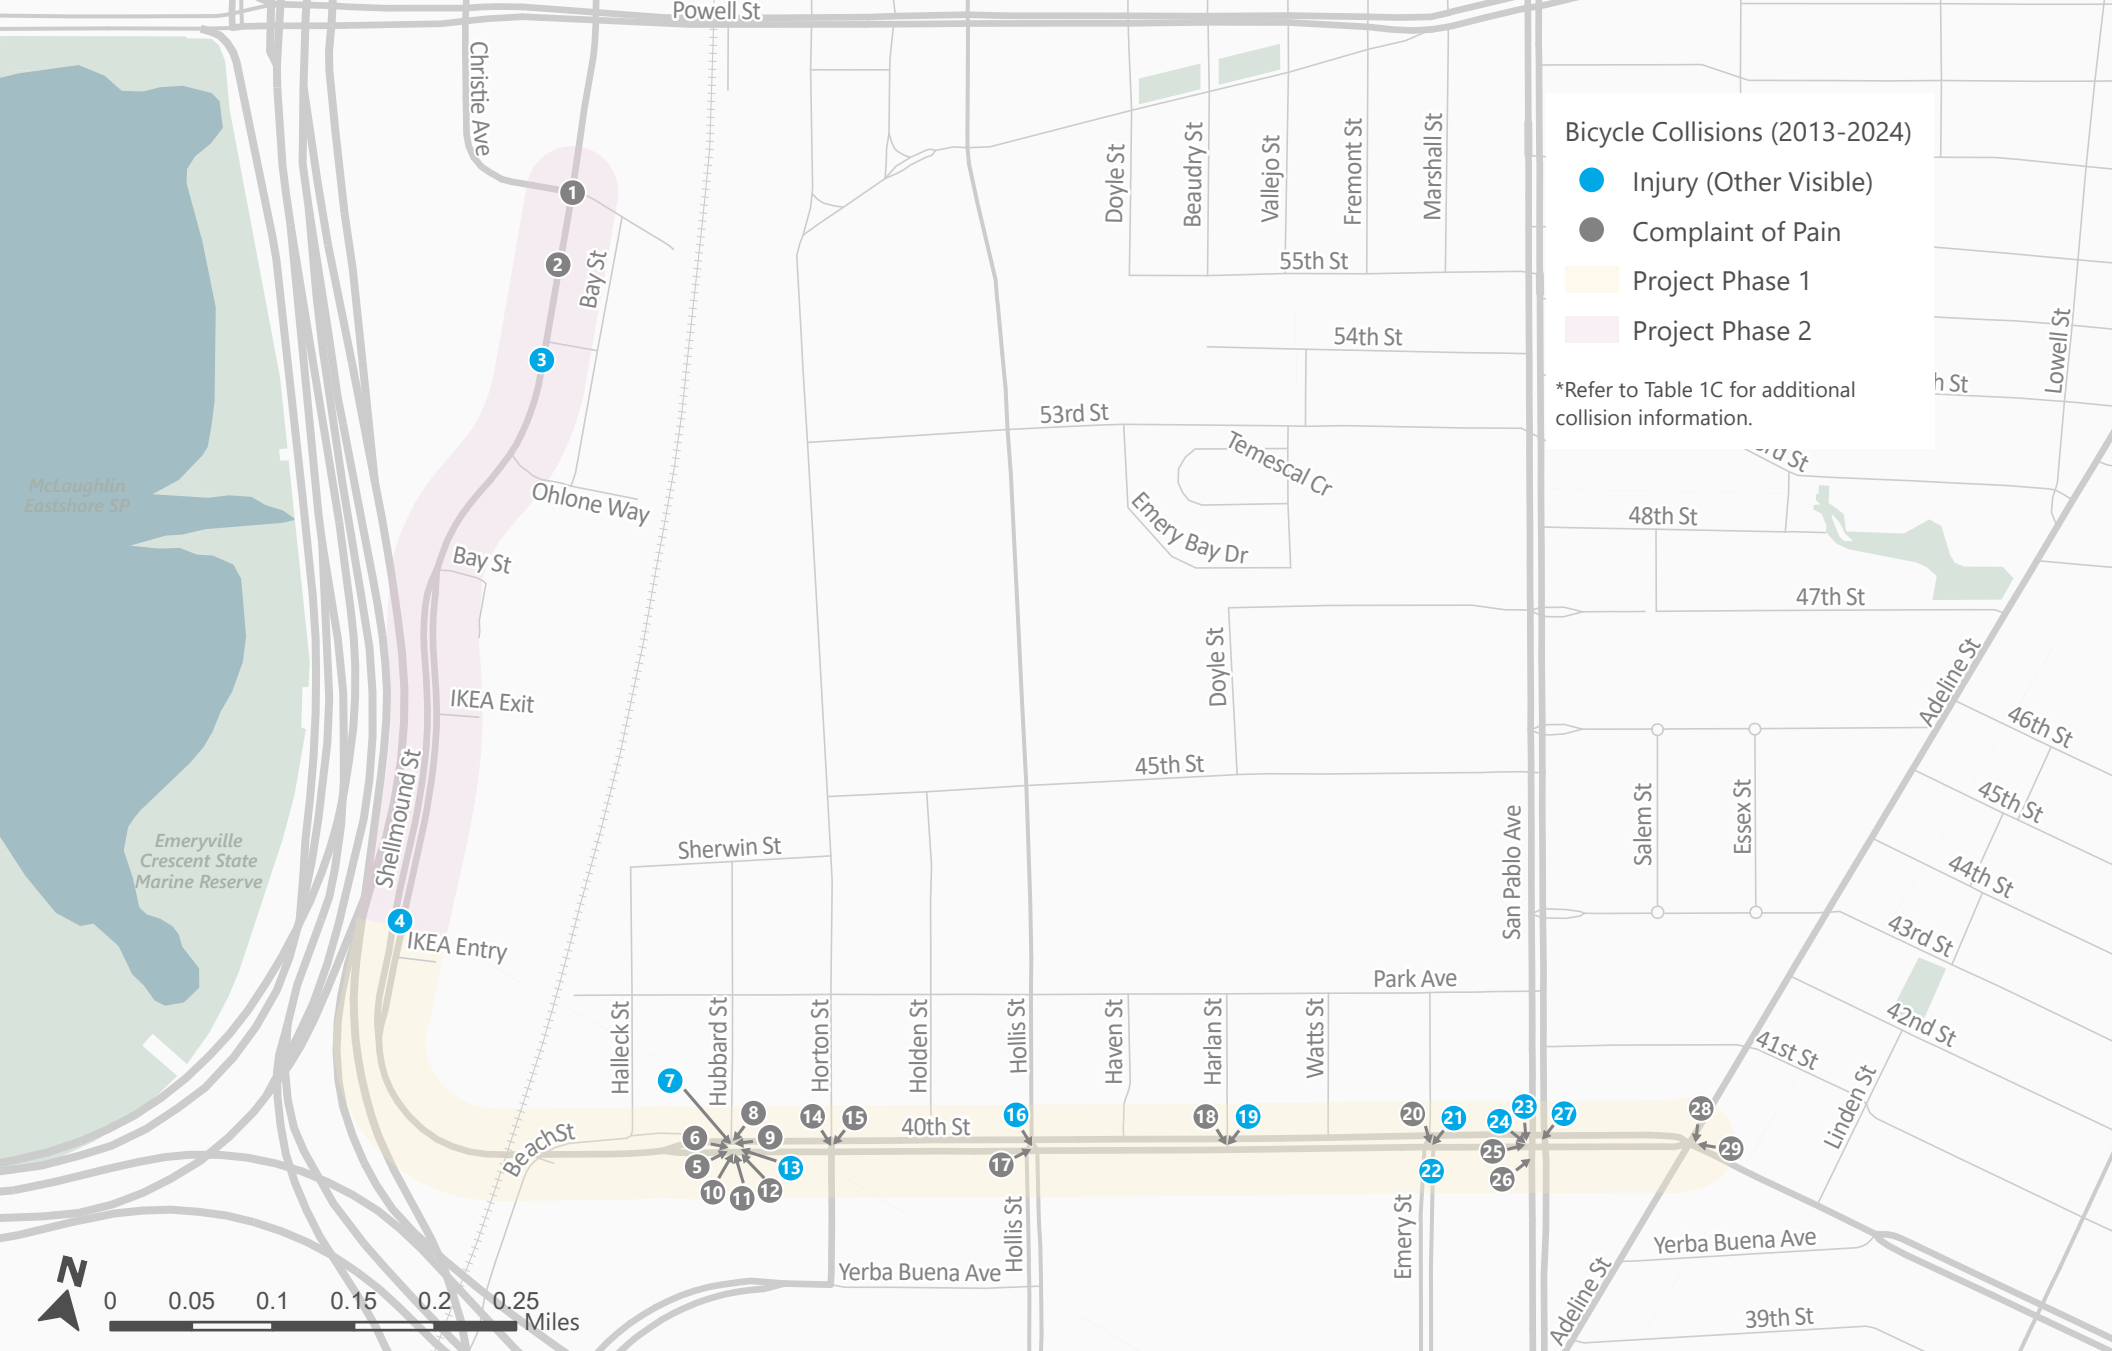 Powell St
Christie Ave
Doyle St
Beaudry St
Vallejo St
Fremont St
Marshall St
Bicycle Collisions (2013-2024)
Injury (Other Visible)
Complaint of Pain
Project Phase 1
Project Phase 2
*Refer to Table 1C for additional
collision information.
1
2
3
Bay St
55th St
54th St
53rd St
Lowell St
h St
rd St
Temescal Cr
Emery Bay Dr
McLaughlin
Eastshore SP
Ohlone Way
Bay St
48th St
47th St
Doyle St
Adeline St
IKEA Exit
46th St
45th St
45th St
Shellmound St
Sherwin St
San Pablo Ave
Salem St
Essex St
44th St
Emeryville
Crescent State
Marine Reserve
4
IKEA Entry
43rd St
Park Ave
42nd St
41st St
Halleck St
Hubbard St
Horton St
Holden St
Hollis St
Haven St
Harlan St
Watts St
Linden St
7
8
14
15
16
18
19
20
21
24
23
27
28
6
9
40th St
Beach St
5
13
17
22
25
26
29
10
11
12
Hollis St
Emery St
Yerba Buena Ave
Yerba Buena Ave
Adeline St
39th St
N
0 0.05 0.1 0.15 0.2 0.25
Miles